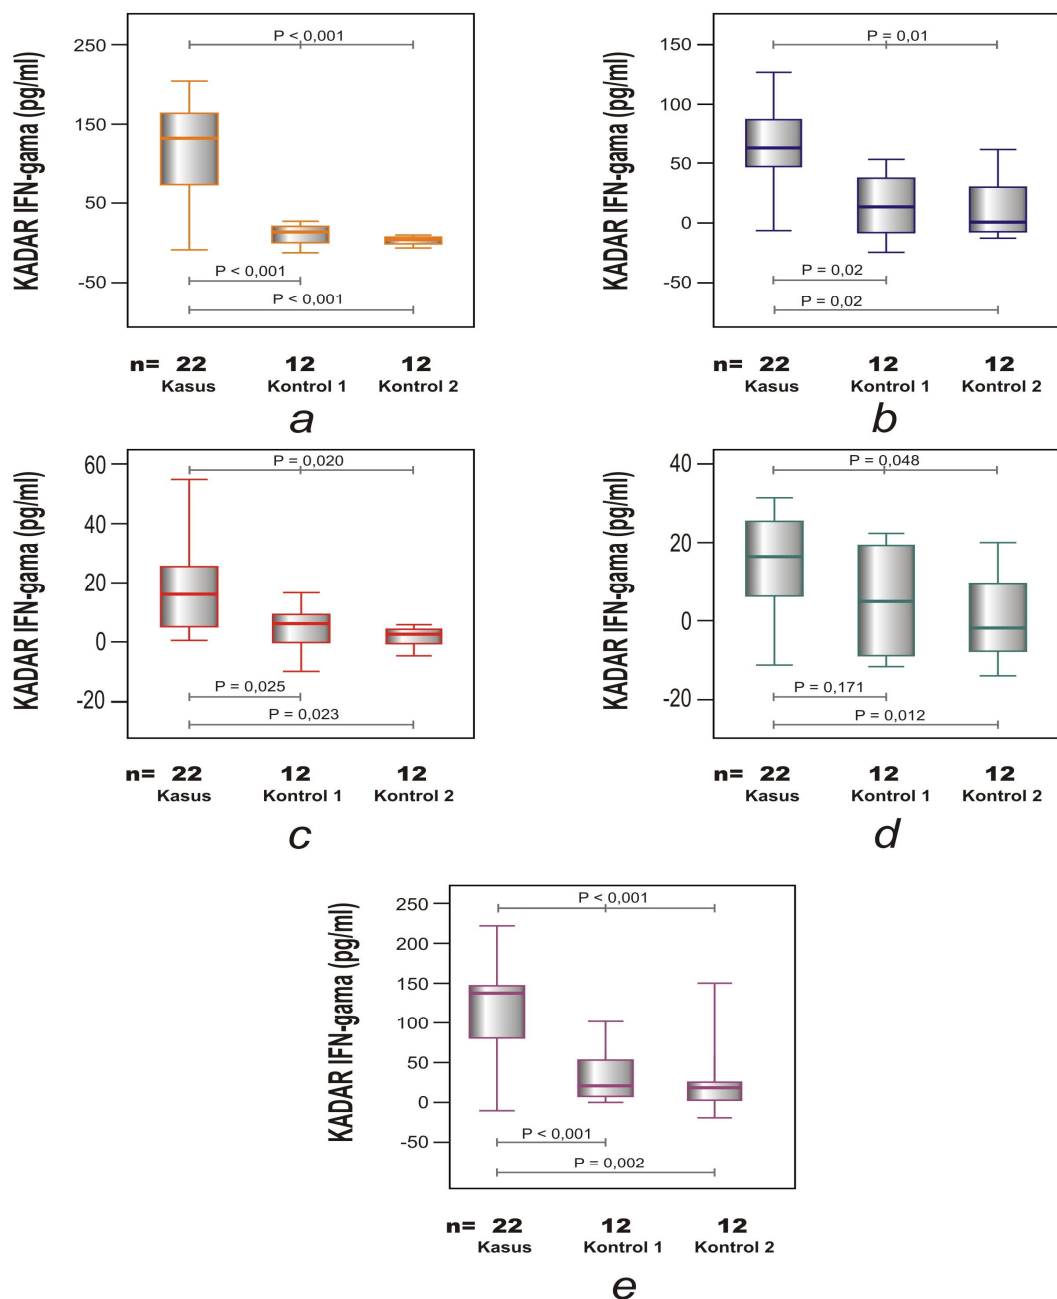 KADAR IFN-gama (pg/ml)
250
150
50
-50
P < 0,001
P < 0,001
P < 0,001
n= 22 12 12
Kasus Kontrol 1 Kontrol 2
a
KADAR IFN-gama (pg/ml)
150
100
50
0
-50
P = 0,01
P = 0,02
P = 0,02
22 12 12
Kasus Kontrol 1 Kontrol 2
b
KADAR IFN-gama (pg/ml)
60
40
20
0
-20
P = 0,020
P = 0,025
P = 0,023
n= 22 12 12
Kasus Kontrol 1 Kontrol 2
c
KADAR IFN-gama (pg/ml)
40
20
0
-20
P = 0,048
P = 0,171
P = 0,012
22 12 12
Kasus Kontrol 1 Kontrol 2
d
KADAR IFN-gama (pg/ml)
250
200
150
100
50
0
-50
P < 0,001
P < 0,001
P = 0,002
n= 22 12 12
Kasus Kontrol 1 Kontrol 2
e